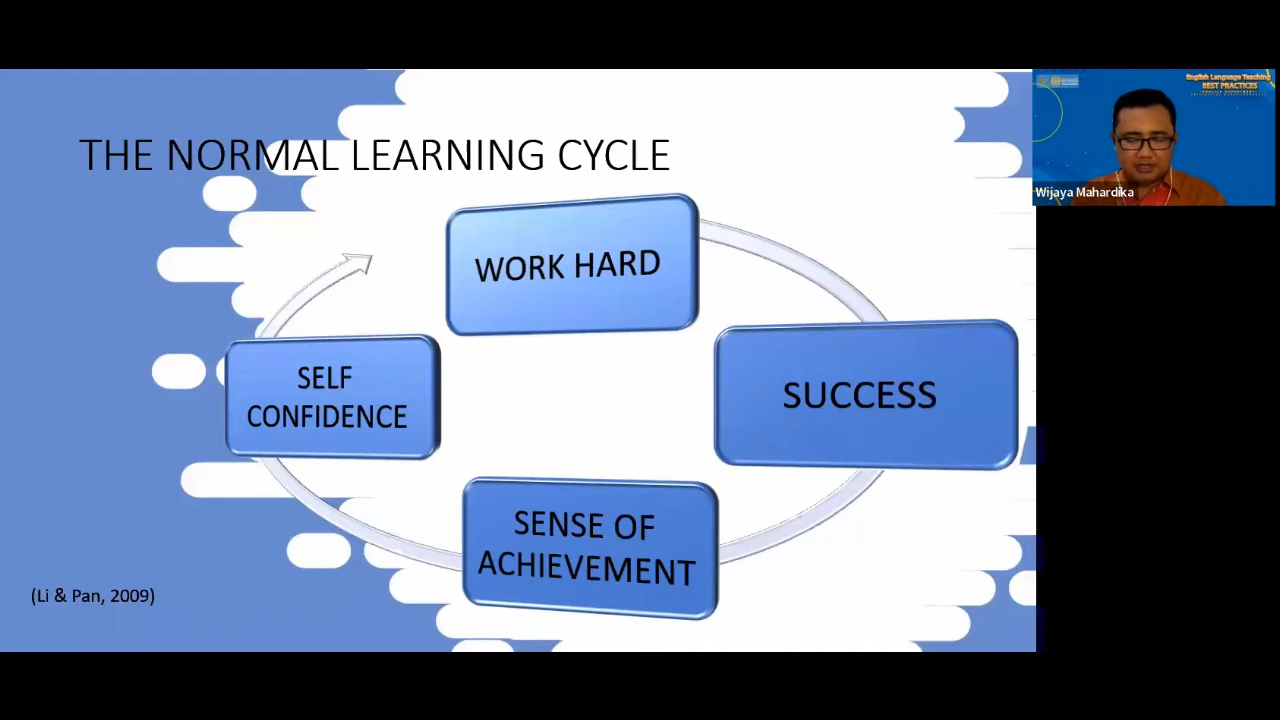 THE NORMAL LEARNING CYCLE
WORK HARD
SUCCESS
SENSE OF
ACHIEVEMENT
SELF
CONFIDENCE
(Li & Pan, 2009)
English Language Teaching
BEST PRACTICES
Wijaya Mahardika